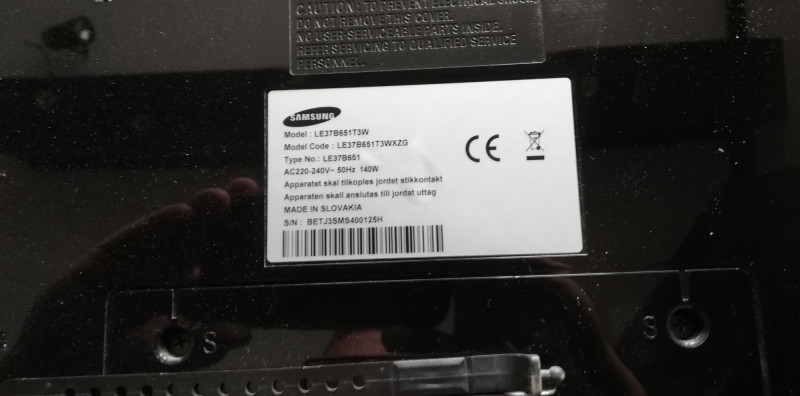 CAUTION: TO PREVENT ELECTRICAL SHOCK,
DO NOT REMOVE THIS COVER.
NO USER-SERVICEABLE PARTS INSIDE.
REFER SERVICING TO QUALIFIED SERVICE
PERSONNEL.
SAMSUNG
Model : LE37B651T3W
Model Code : LE37B651T3WXZG
Type No.: LE37B651
AC220-240V~ 50Hz 140W
Apparatet skal tilkoples jordet stikkontakt
Apparaten skall anslutas till jordat uttag
MADE IN SLOVAKIA
S/N : BETJ3SMS400125H
CE
S
S